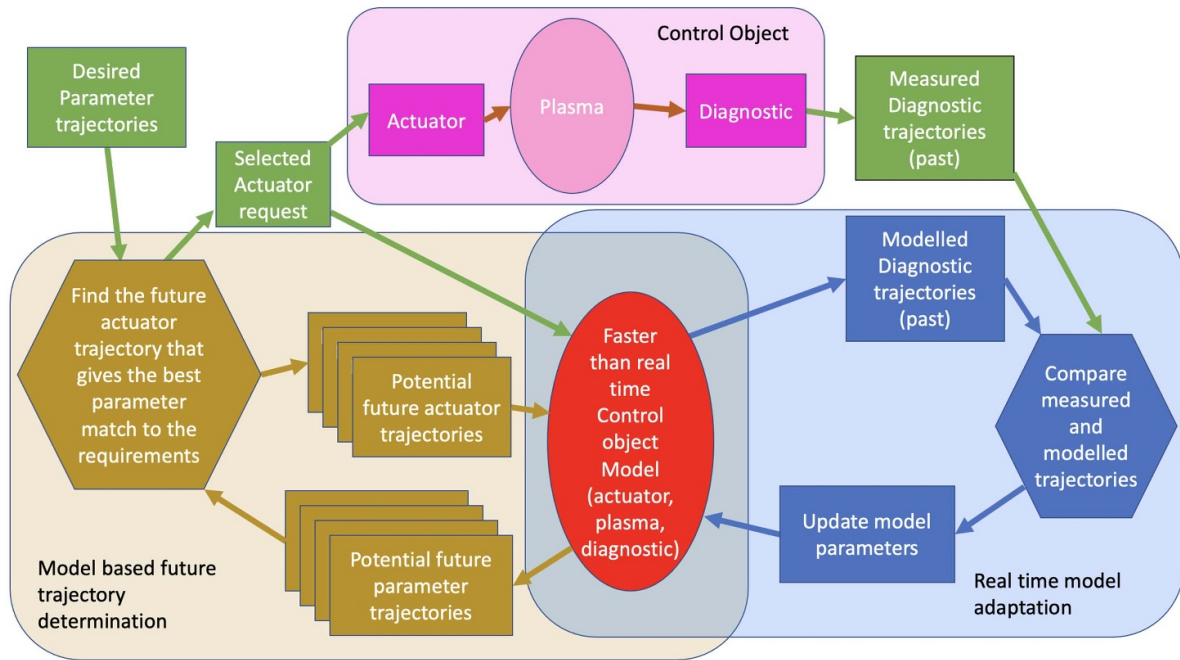 Control Object
Desired
Parameter
trajectories
Actuator
Plasma
Diagnostic
Measured
Diagnostic
trajectories
(past)
Selected
Actuator
request
Find the future
actuator
trajectory that
gives the best
parameter
match to the
requirements
Potential
future actuator
trajectories
Faster
than real
time
Control
object
Model
(actuator,
plasma,
diagnostic)
Modelled
Diagnostic
trajectories
(past)
Compare
measured
and
modelled
trajectories
Update model
parameters
Potential future
parameter
trajectories
Model based future
trajectory
determination
Real time model
adaptation